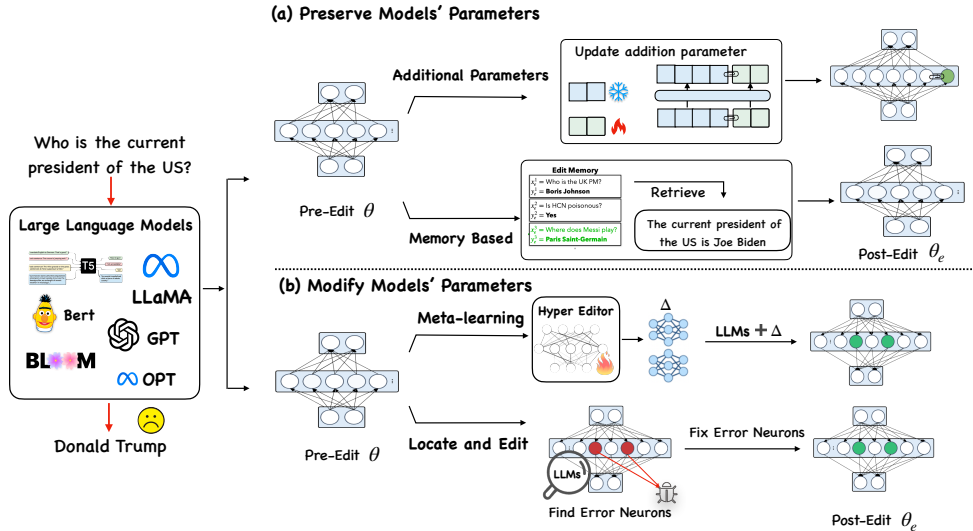 (a) Preserve Models' Parameters
Who is the current
president of the US?
Large Language Models
T5
LLaMA
Bert
GPT
BLOOM
OPT
Donald Trump
Pre-Edit θ
Additional Parameters
Update addition parameter
Memory Based
Edit Memory
= Who is the UK PM?
= Boris Johnson
= Is HCN poisonous?
= Yes
= Where does Messi play?
= Paris Saint-Germain
Retrieve
The current president of
the US is Joe Biden
Post-Edit θe
(b) Modify Models' Parameters
Pre-Edit θ
Meta-learning
Hyper Editor
Δ
LLMs + Δ
Locate and Edit
LLMs
Find Error Neurons
Fix Error Neurons
Post-Edit θe